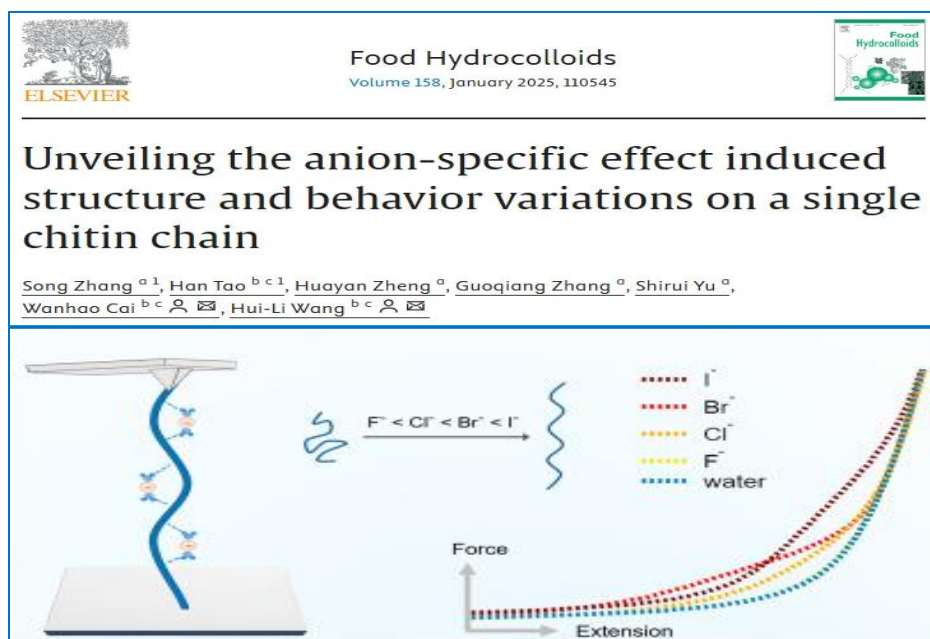 ELSEVIER
Food Hydrocolloids
Volume 158, January 2025, 110545
Food
Hydrocolloids
Unveiling the anion-specific effect induced
structure and behavior variations on a single
chitin chain
Song Zhang ᵃ ¹, Han Tao ᵇ ᶜ ¹, Huayan Zheng ᵃ, Guoqiang Zhang ᵃ, Shirui Yu ᵃ,
Wanhao Cai ᵇ ᶜ, Hui-Li Wang ᵇ ᶜ
F⁻ < Cl⁻ < Br⁻ < I⁻
I⁻
Br⁻
Cl⁻
F⁻
water
Force
Extension